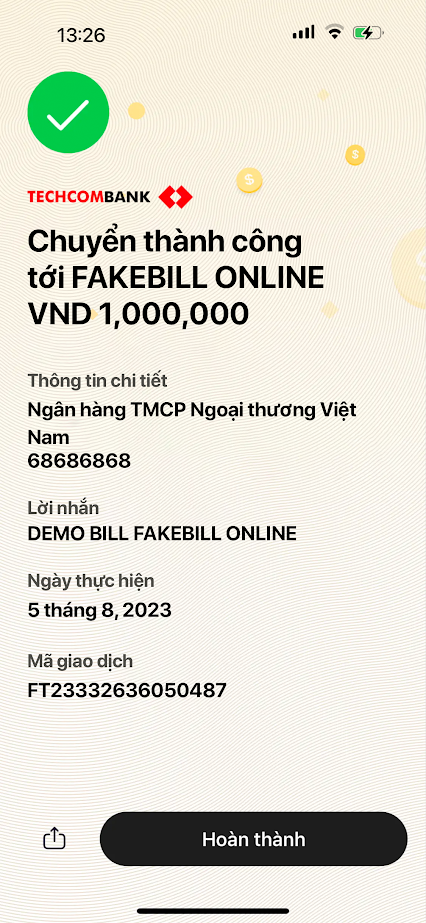 13:26
TECHCOMBANK
Chuyển thành công
tới FAKEBILL ONLINE
VND 1,000,000
Thông tin chi tiết
Ngân hàng TMCP Ngoại thương Việt
Nam
68686868
Lời nhắn
DEMO BILL FAKEBILL ONLINE
Ngày thực hiện
5 tháng 8, 2023
Mã giao dịch
FT23332636050487
Hoàn thành